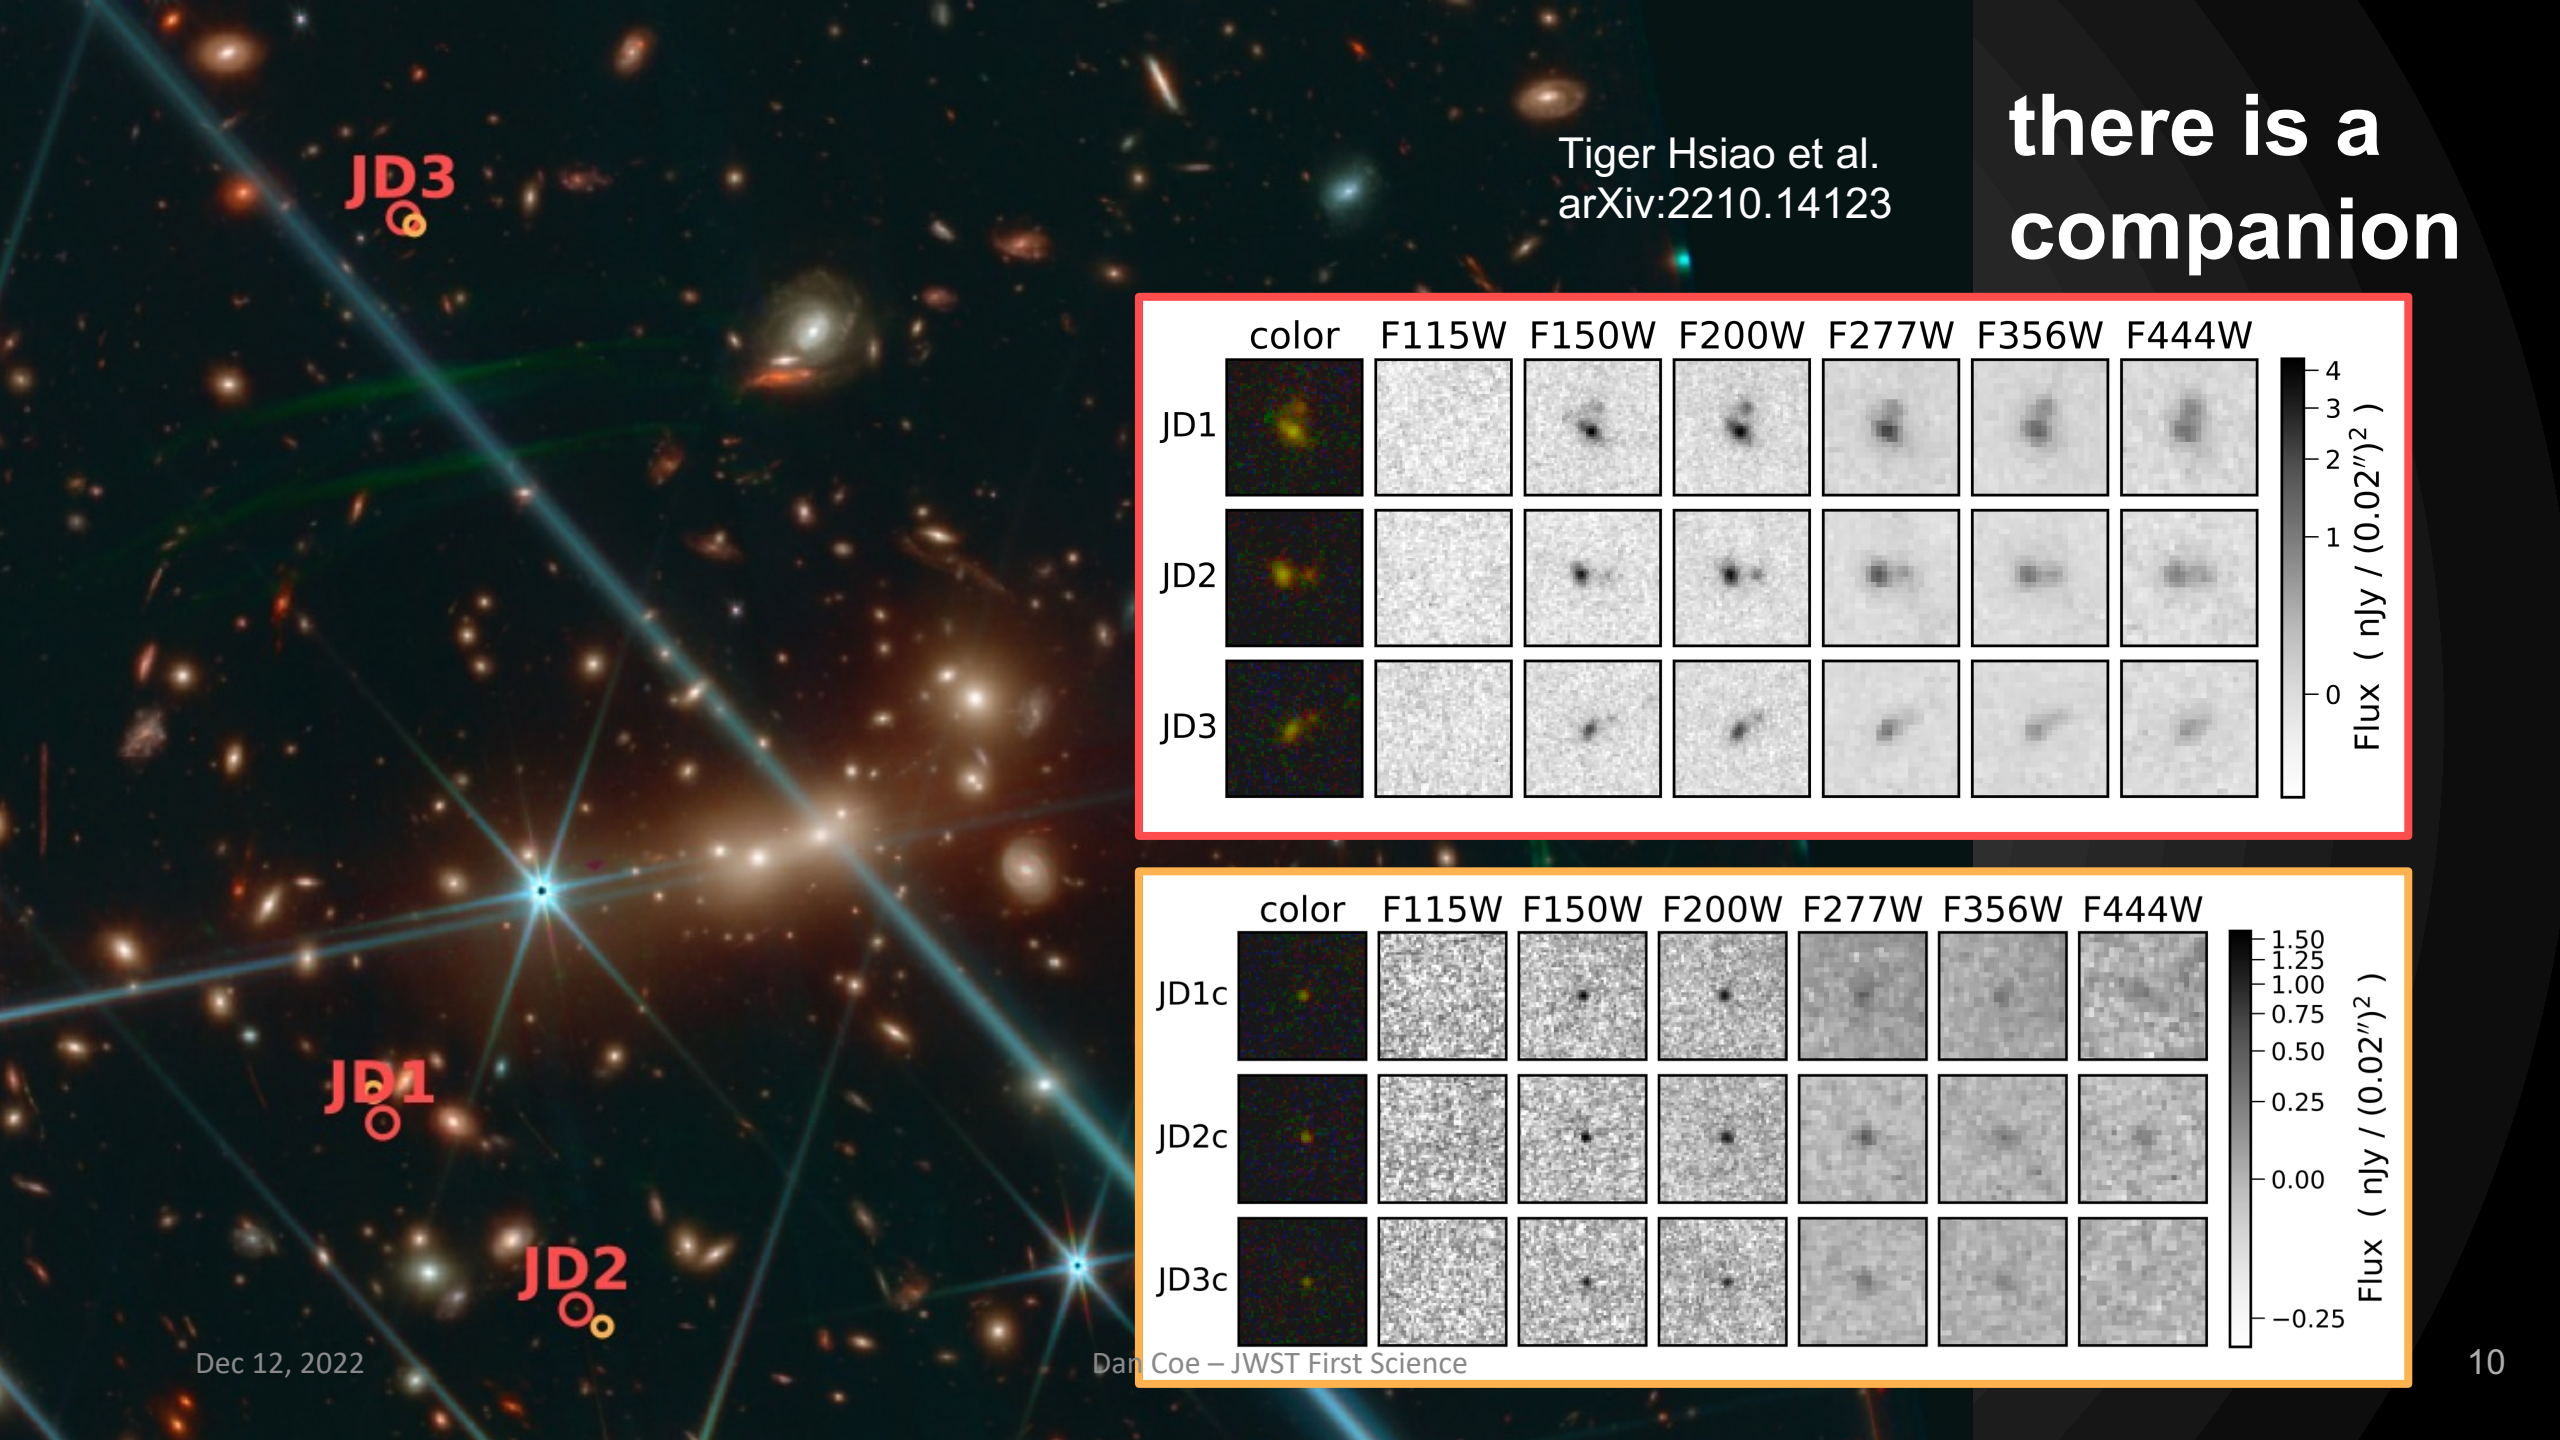 there is a
companion
Tiger Hsiao et al.
arXiv:2210.14123
JD3
JD1
JD2
color F115W F150W F200W F277W F356W F444W
JD1
JD2
JD3
4
3
2
1
0
Flux ( nJy / (0.02″)² )
color F115W F150W F200W F277W F356W F444W
JD1c
JD2c
JD3c
1.50
1.25
1.00
0.75
0.50
0.25
0.00
−0.25
Flux ( nJy / (0.02″)² )
Dec 12, 2022
Dan Coe – JWST First Science
10